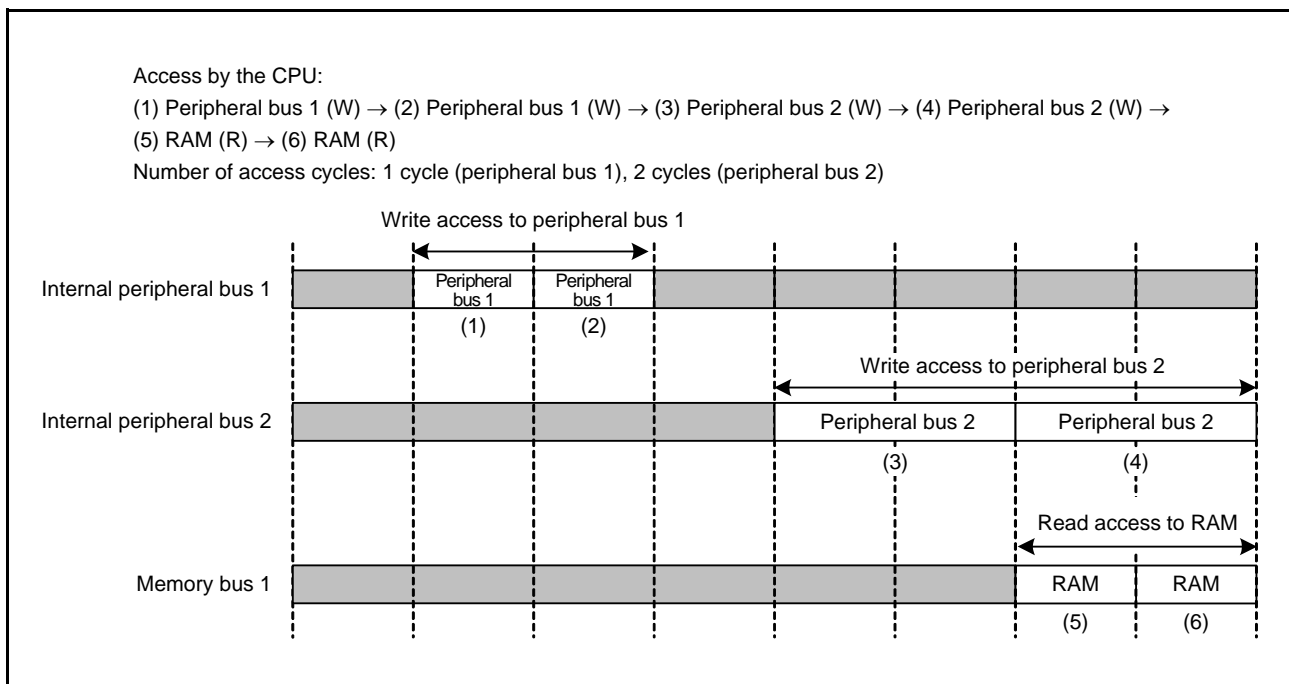 Access by the CPU:
(1) Peripheral bus 1 (W) → (2) Peripheral bus 1 (W) → (3) Peripheral bus 2 (W) → (4) Peripheral bus 2 (W) →
(5) RAM (R) → (6) RAM (R)
Number of access cycles: 1 cycle (peripheral bus 1), 2 cycles (peripheral bus 2)
Write access to peripheral bus 1
Internal peripheral bus 1
Peripheral
bus 1
Peripheral
bus 1
(1)
(2)
Write access to peripheral bus 2
Internal peripheral bus 2
Peripheral bus 2
Peripheral bus 2
(3)
(4)
Read access to RAM
Memory bus 1
RAM
RAM
(5)
(6)